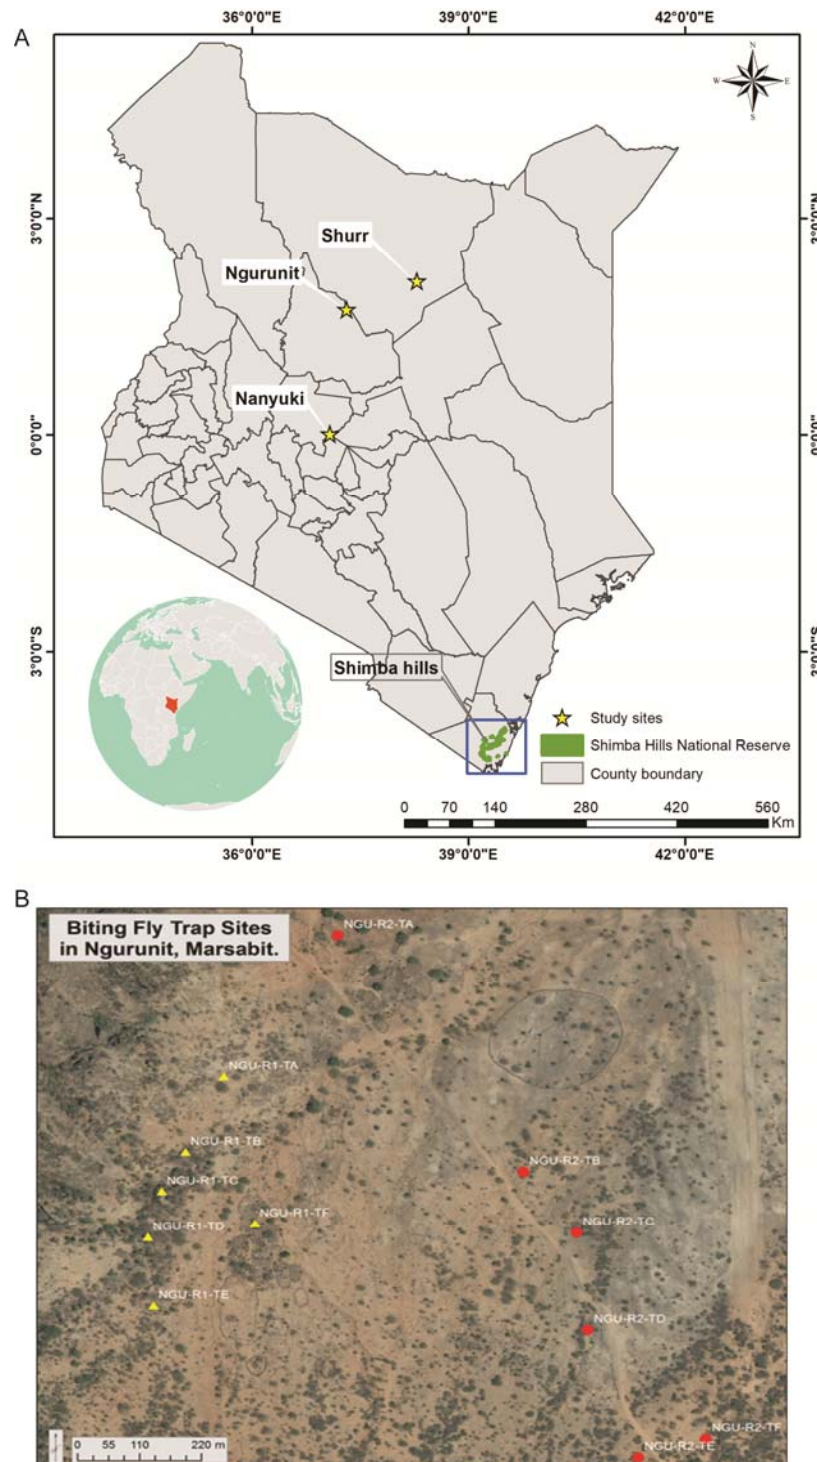 A
36°0'0"E 39°0'0"E 42°0'0"E
N
W E
S
3°0'0"N 3°0'0"N
Shurr
Ngurunit
Nanyuki
0°0'0" 0°0'0"
3°0'0"S 3°0'0"S
Shimba hills
Study sites
Shimba Hills National Reserve
County boundary
0 70 140 280 420 560
Km
36°0'0"E 39°0'0"E 42°0'0"E
B
Biting Fly Trap Sites
in Ngurunit, Marsabit.
NGU-R2-TA
NGU-R1-TA
NGU-R1-TB
NGU-R2-TB
NGU-R1-TC
NGU-R1-TF
NGU-R2-TC
NGU-R1-TD
NGU-R1-TE
NGU-R2-TD
NGU-R2-TF
NGU-R2-TE
0 55 110 220 m